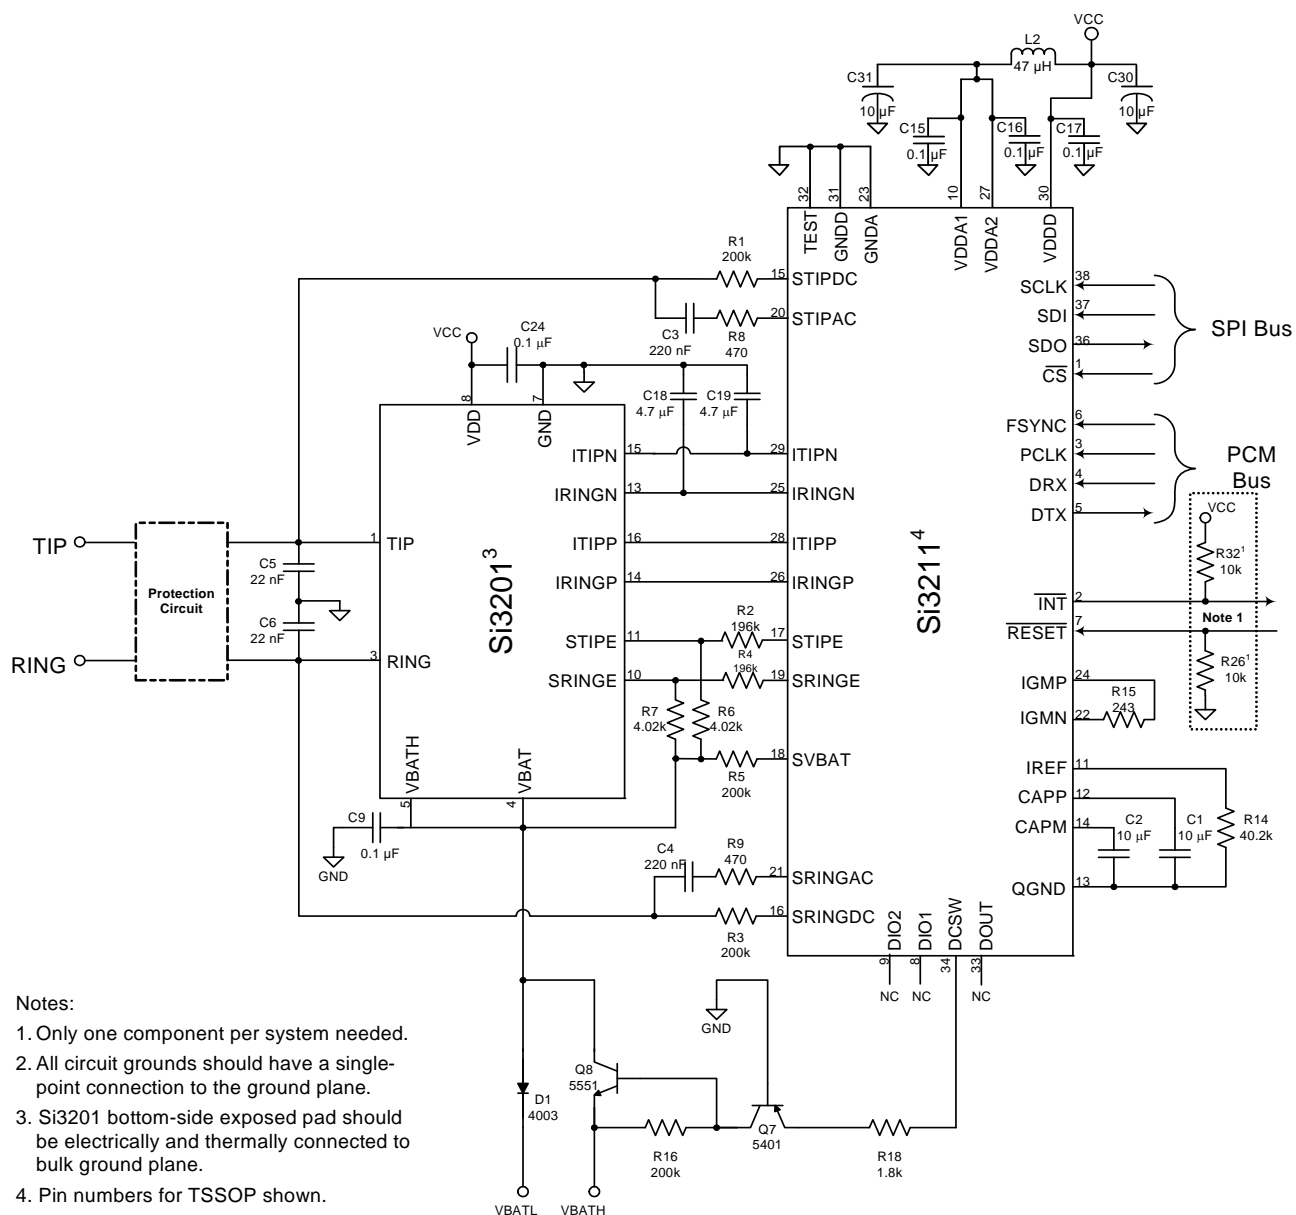 VCC
L2
47 µH
C31
10 µF
C30
10 µF
C15
0.1 µF
C16
0.1 µF
C17
0.1 µF
32
31
23
10
27
30
TEST
GNDD
GNDA
VDDA1
VDDA2
VDDD
R1
200k
15
STIPDC
C3
220 nF
R8
470
20
STIPAC
VCC
C24
0.1 µF
8
VDD
7
GND
C18
4.7 µF
C19
4.7 µF
ITIPN
15
29
ITIPN
IRINGN
13
25
IRINGN
ITIPP
16
28
ITIPP
IRINGP
14
26
IRINGP
STIPE
11
R2
196k
17
STIPE
SRINGE
10
R4
196k
19
SRINGE
R7
4.02k
R6
4.02k
R5
200k
18
SVBAT
TIP
RING
Protection
Circuit
C5
22 nF
C6
22 nF
1
TIP
3
RING
Si3201³
Si3211⁴
VBATH
5
VBAT
4
C9
0.1 µF
GND
C4
220 nF
R9
470
21
SRINGAC
R3
200k
16
SRINGDC
SCLK
38
SDI
37
SDO
36
CS
1
SPI Bus
FSYNC
6
PCLK
3
DRX
4
DTX
5
PCM
Bus
VCC
R32¹
10k
INT
2
Note 1
RESET
7
R26¹
10k
IGMP
24
R15
243
IGMN
22
IREF
11
CAPP
12
CAPM
14
C2
10 µF
C1
10 µF
R14
40.2k
QGND
13
DIO2
DIO1
DCSW
DOUT
9
8
34
33
NC
NC
NC
GND
Q8
5551
D1
4003
R16
200k
Q7
5401
R18
1.8k
VBATL
VBATH
Notes:
1. Only one component per system needed.
2. All circuit grounds should have a single-
point connection to the ground plane.
3. Si3201 bottom-side exposed pad should
be electrically and thermally connected to
bulk ground plane.
4. Pin numbers for TSSOP shown.